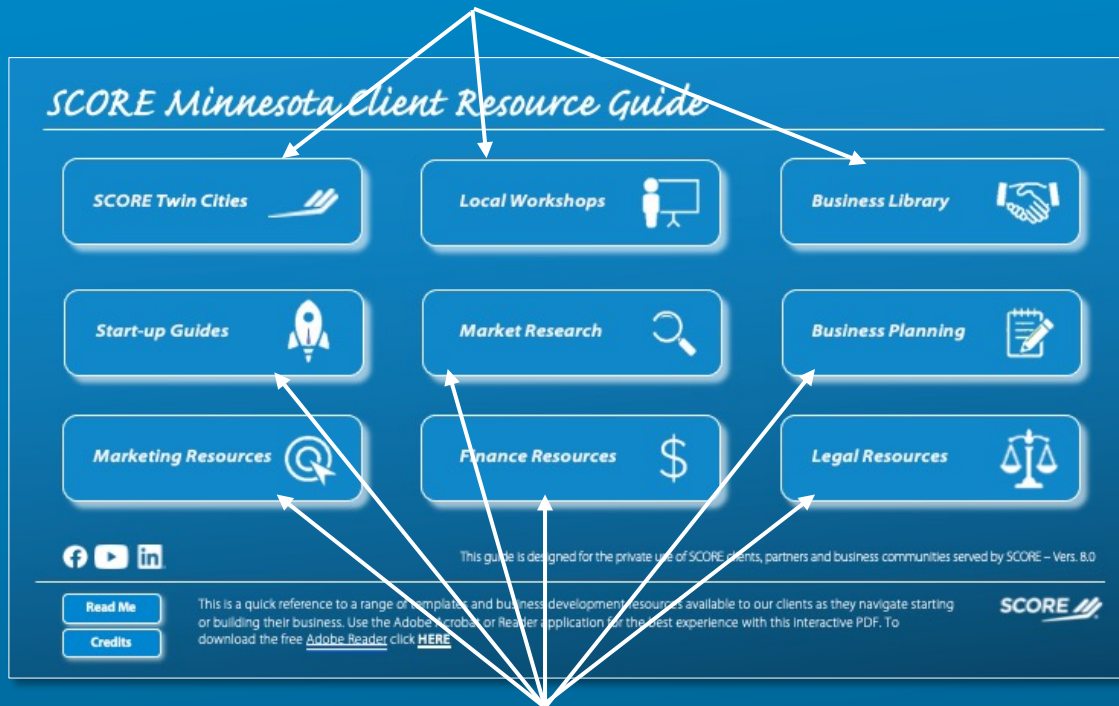 SCORE Minnesota Client Resource Guide
SCORE Twin Cities
Local Workshops
Business Library
Start-up Guides
Market Research
Business Planning
Marketing Resources
Finance Resources
Legal Resources
This guide is designed for the private use of SCORE clients, partners and business communities served by SCORE – Vers. 8.0
Read Me
Credits
This is a quick reference to a range of templates and business development resources available to our clients as they navigate starting
or building their business. Use the Adobe Acrobat or Reader application for the best experience with this interactive PDF. To
download the free Adobe Reader click HERE
SCORE